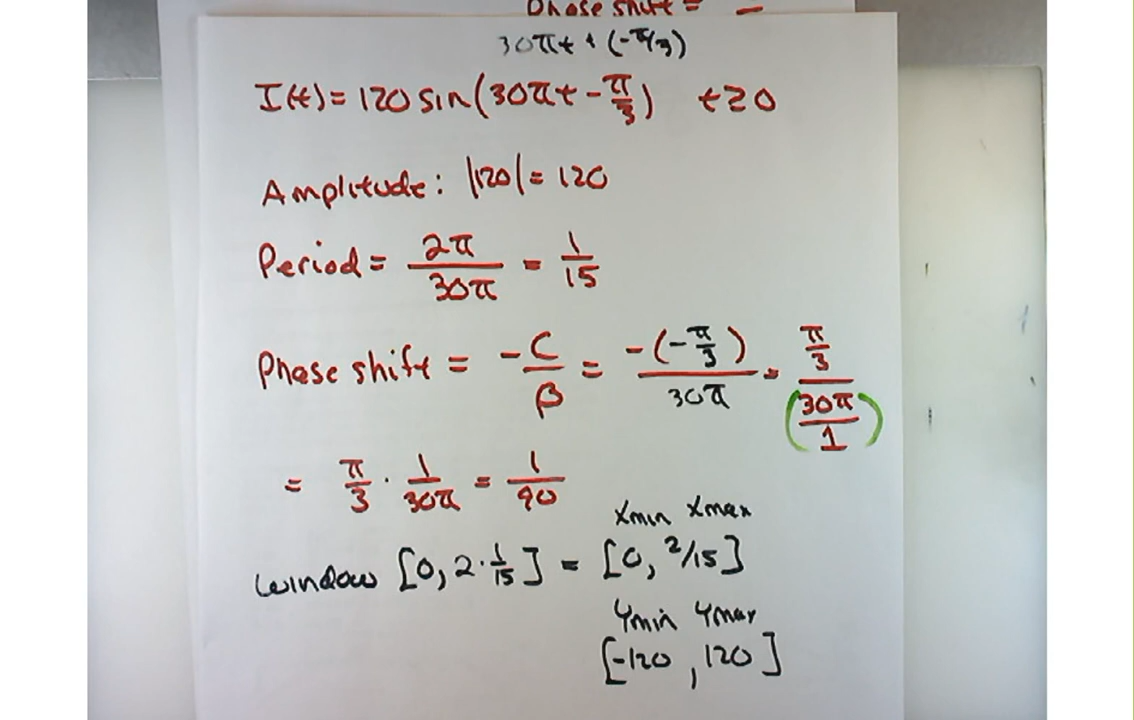 Phase shift = –
30πt + (-π/3)
I(t) = 120 sin(30πt - π/3) t ≥ 0
Amplitude: |120| = 120
Period = 2π/30π = 1/15
Phase shift = -C/B = -(-π/3)/30π = (π/3)/(30π/1)
= π/3 · 1/30π = 1/90
Xmin Xmax
window [0, 2·1/15] = [0, 2/15]
Ymin Ymax
[-120, 120]